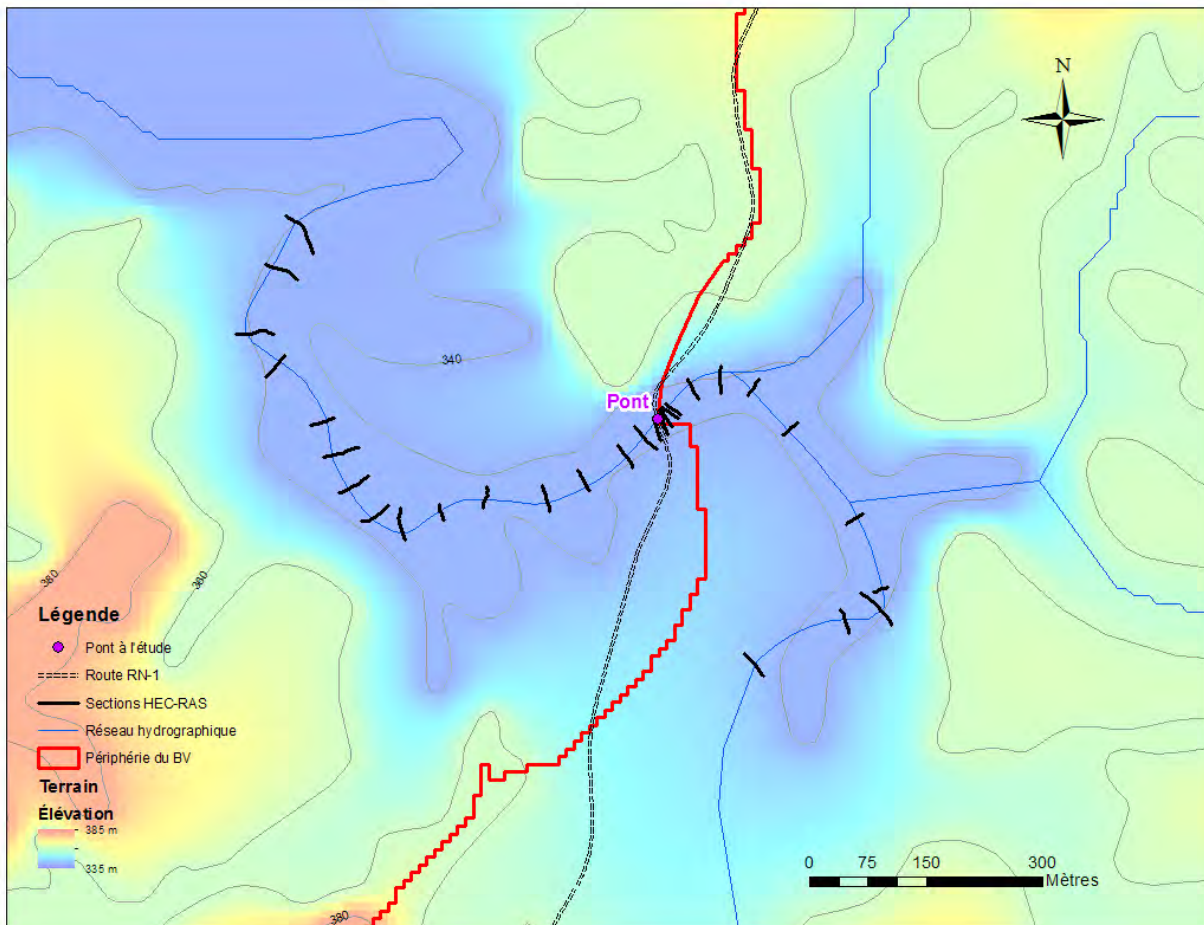 N
340
Pont
380
380
Légende
Pont à l'étude
Route RN-1
Sections HEC-RAS
Réseau hydrographique
Périphérie du BV
Terrain
Élévation
385 m
335 m
0 75 150 300
Mètres
380